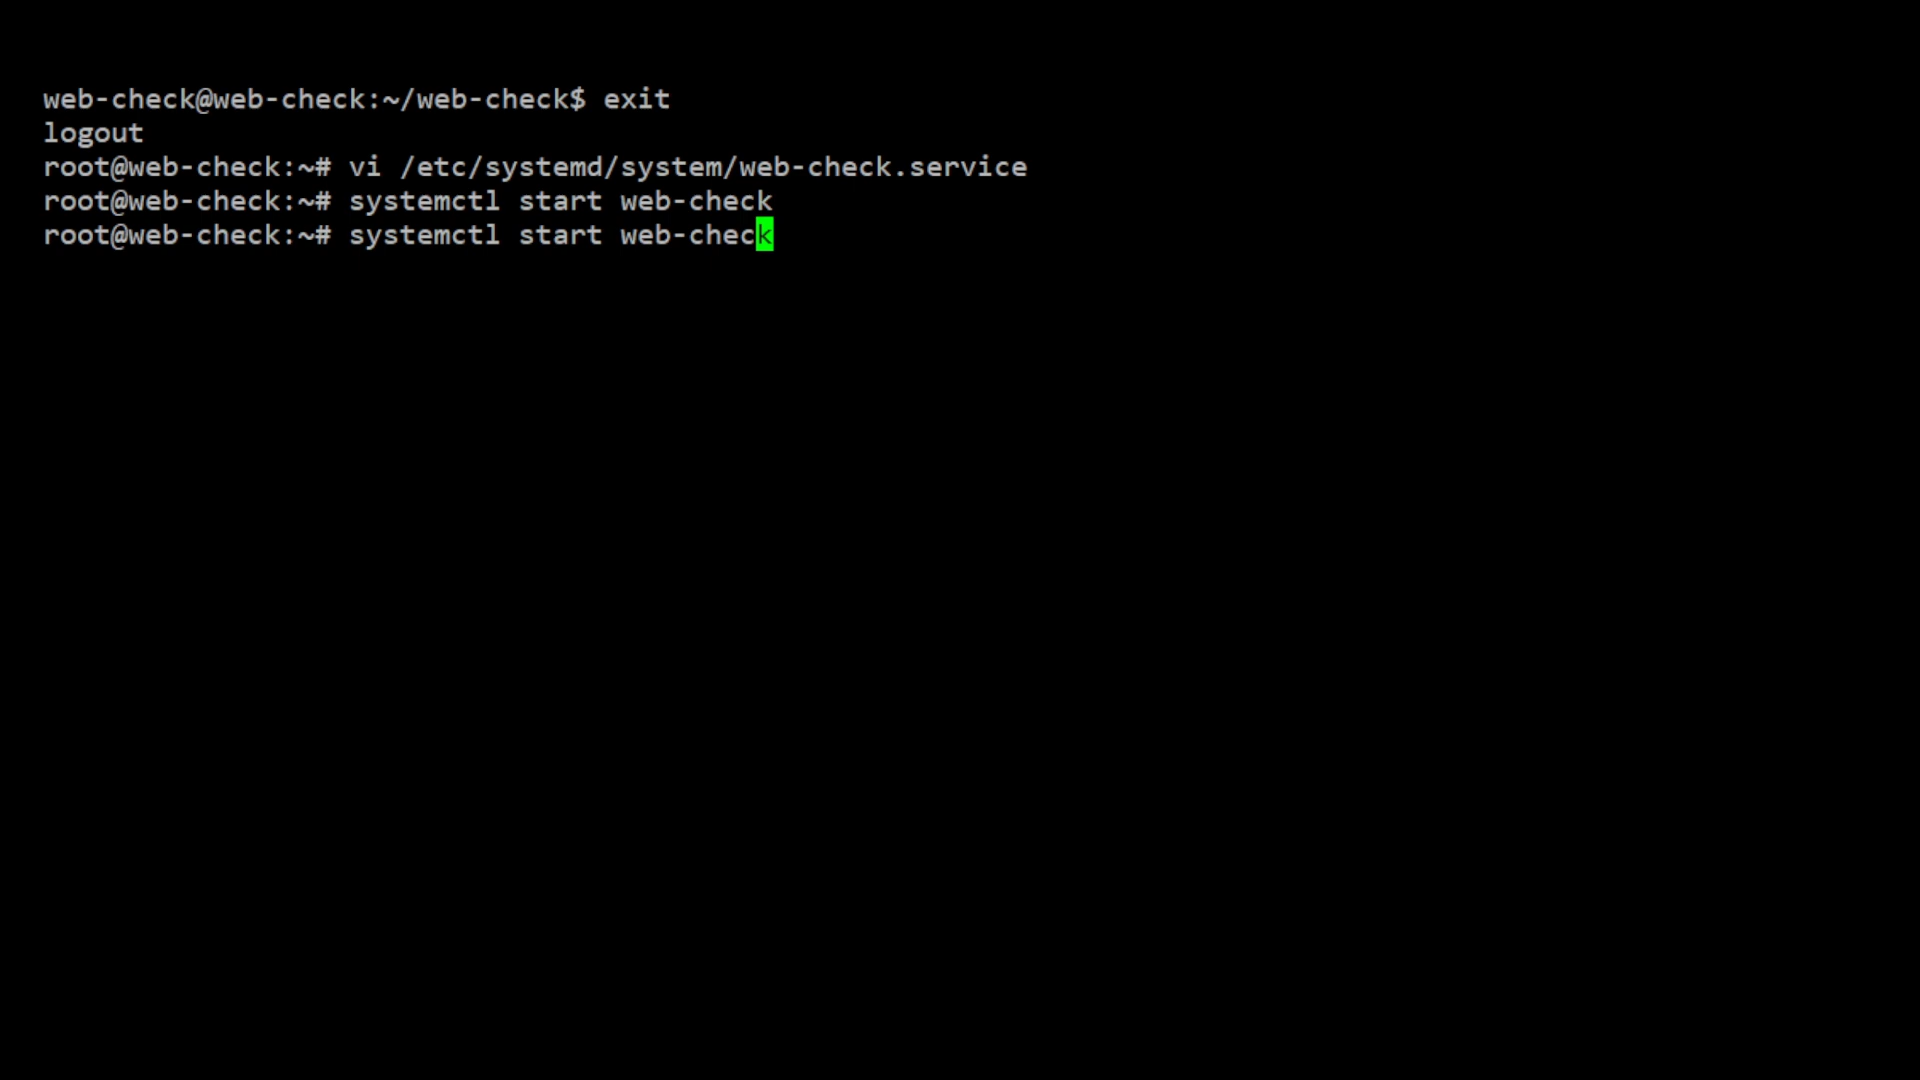 web-check@web-check:~/web-check$ exit
logout
root@web-check:~# vi /etc/systemd/system/web-check.service
root@web-check:~# systemctl start web-check
root@web-check:~# systemctl start web-check